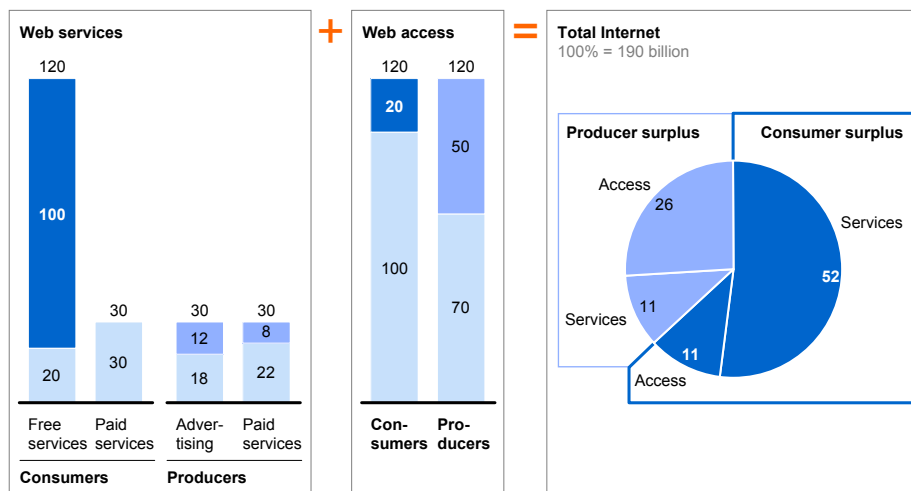 Web services
120
100
20
30
30
30
12
18
30
8
22
Free services
Paid services
Adver-
tising
Paid services
Consumers
Producers
+
Web access
120
20
100
120
50
70
Con-
sumers
Pro-
ducers
=
Total Internet
100% = 190 billion
Producer surplus
Consumer surplus
Access
26
Services
52
11
Services
11
Access